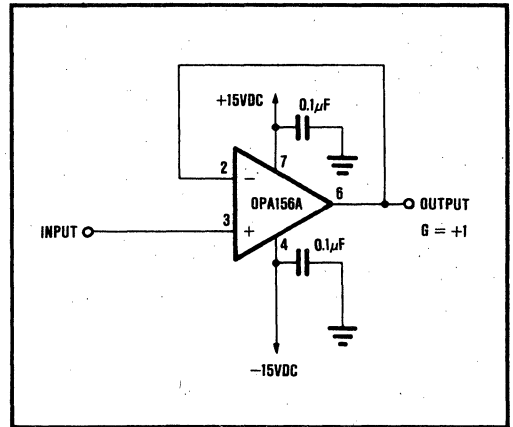 +15VDC
0.1μF
7
2
−
OPA156A
6
OUTPUT
3
INPUT
+
G = +1
4
0.1μF
−15VDC